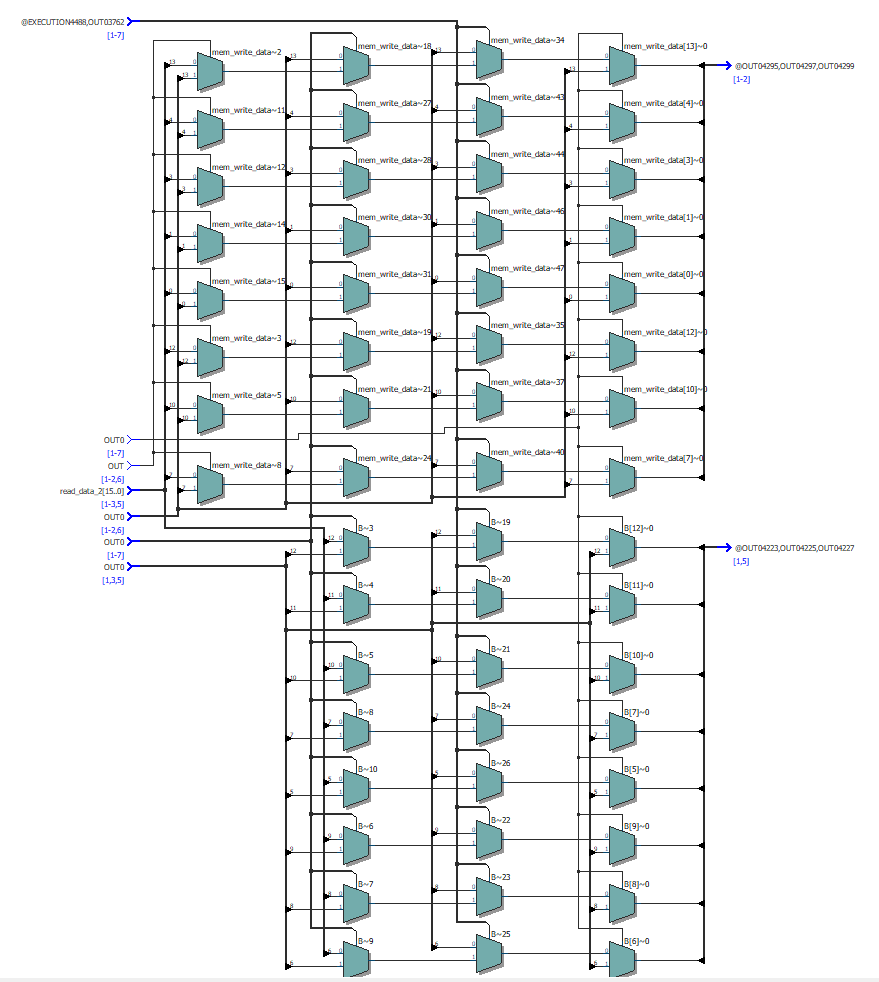 @EXECUTION4488,OUT03762
[1-7]
mem_write_data~2
mem_write_data~18
mem_write_data~34
mem_write_data[13]~0
@OUT04295,OUT04297,OUT04299
[1-2]
mem_write_data~11
mem_write_data~27
mem_write_data~43
mem_write_data[4]~0
mem_write_data~12
mem_write_data~28
mem_write_data~44
mem_write_data[3]~0
mem_write_data~14
mem_write_data~30
mem_write_data~46
mem_write_data[1]~0
mem_write_data~15
mem_write_data~31
mem_write_data~47
mem_write_data[0]~0
mem_write_data~3
mem_write_data~19
mem_write_data~35
mem_write_data[12]~0
mem_write_data~5
mem_write_data~21
mem_write_data~37
mem_write_data[10]~0
OUT0
[1-7]
OUT
[1-2,6]
mem_write_data~8
mem_write_data~24
mem_write_data~40
mem_write_data[7]~0
read_data_2[15..0]
[1-3,5]
OUT0
[1-2,6]
OUT0
[1-7]
OUT0
[1,3,5]
B~3
B~19
B[12]~0
@OUT04223,OUT04225,OUT04227
[1,5]
B~4
B~20
B[11]~0
B~5
B~21
B[10]~0
B~8
B~24
B[7]~0
B~10
B~26
B[5]~0
B~6
B~22
B[9]~0
B~7
B~23
B[8]~0
B~9
B~25
B[6]~0